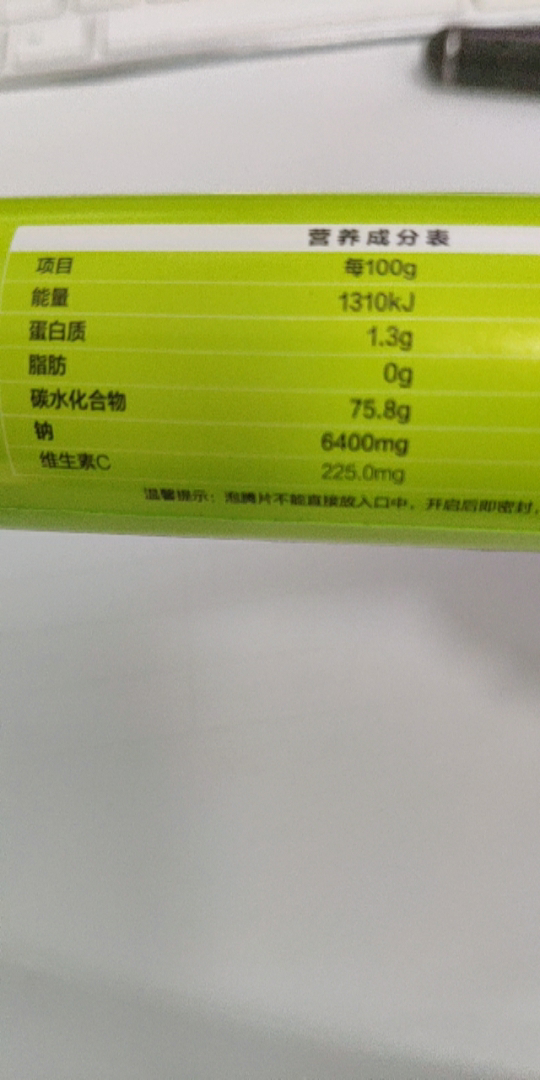 营养成分表
项目 每100g
能量 1310kJ
蛋白质 1.3g
脂肪 0g
碳水化合物 75.8g
钠 6400mg
维生素C 225.0mg
温馨提示：泡腾片不能直接放入口中，开启后即密封，